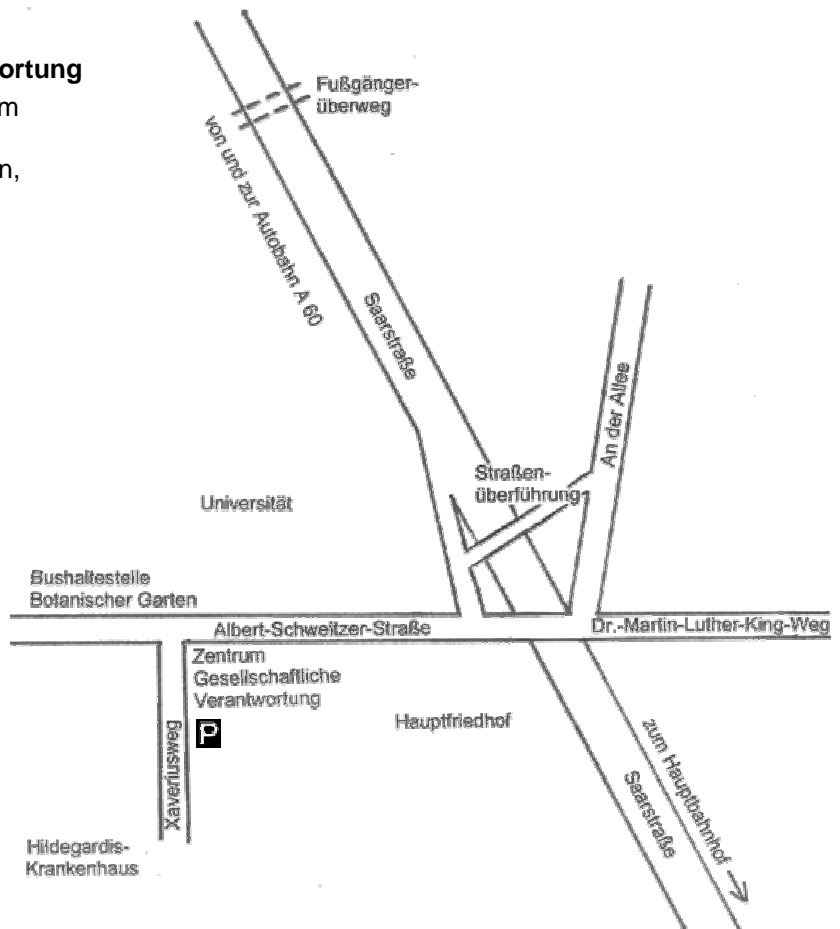 ortung
m
n,
Fußgänger-
überweg
von und zur Autobahn A 60
Saarstraße
An der Allee
Straßen-
überführung
Universität
Bushaltestelle
Botanischer Garten
Albert-Schweitzer-Straße
Dr.-Martin-Luther-King-Weg
Zentrum
Gesellschaftliche
Verantwortung
P
Xaveriusweg
Hauptfriedhof
zum Hauptbahnhof
Saarstraße
Hildegardis-
Krankenhaus